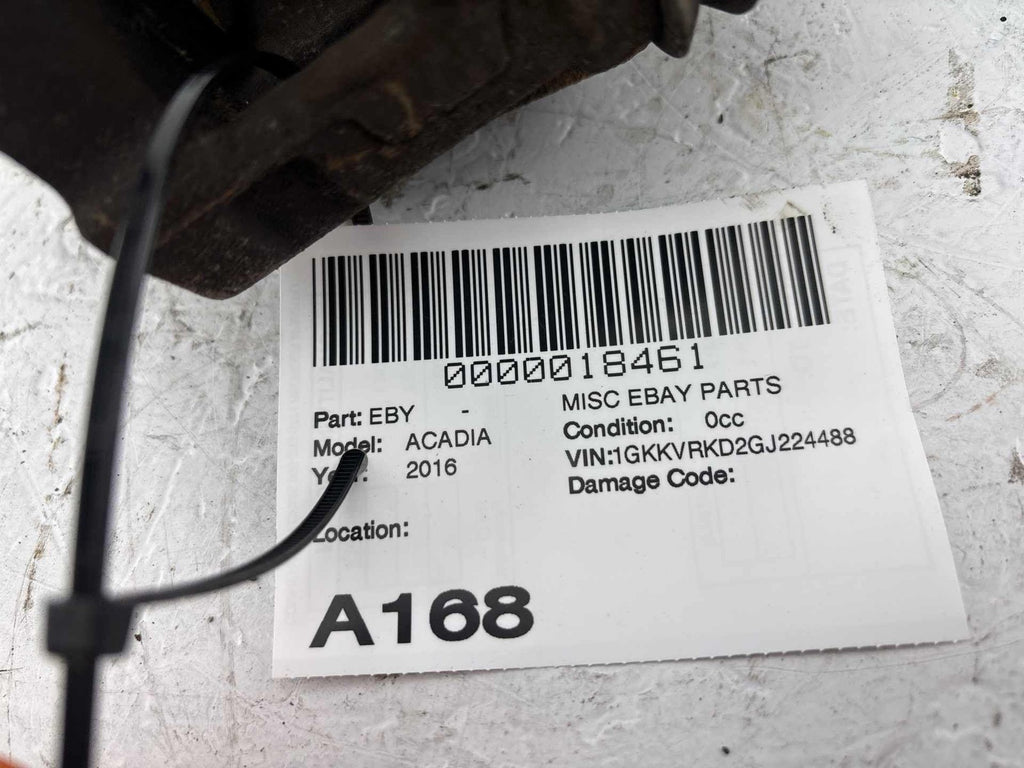 0000018461
Part: EBY - MISC EBAY PARTS
Model: ACADIA Condition: 0cc
2016 VIN:1GKKVRKD2GJ224488
Damage Code:
Location:
A168